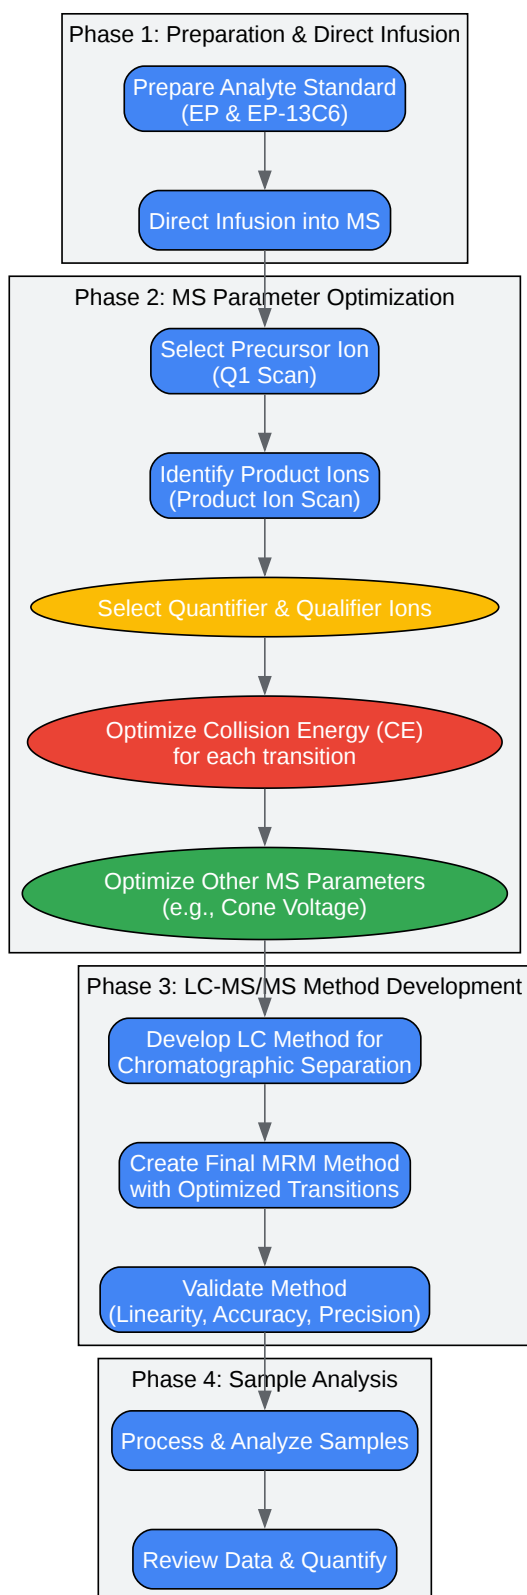 Phase 1: Preparation & Direct Infusion
Prepare Analyte Standard
(EP & EP-13C6)
Direct Infusion into MS
Phase 2: MS Parameter Optimization
Select Precursor Ion
(Q1 Scan)
Identify Product Ions
(Product Ion Scan)
Select Quantifier & Qualifier Ions
Optimize Collision Energy (CE)
for each transition
Optimize Other MS Parameters
(e.g., Cone Voltage)
Phase 3: LC-MS/MS Method Development
Develop LC Method for
Chromatographic Separation
Create Final MRM Method
with Optimized Transitions
Validate Method
(Linearity, Accuracy, Precision)
Phase 4: Sample Analysis
Process & Analyze Samples
Review Data & Quantify